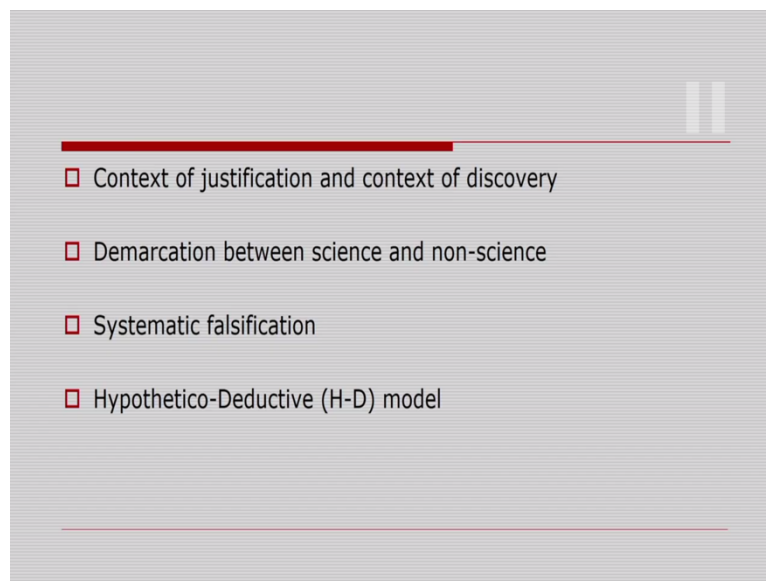 Context of justification and context of discovery
Demarcation between science and non-science
Systematic falsification
Hypothetico-Deductive (H-D) model